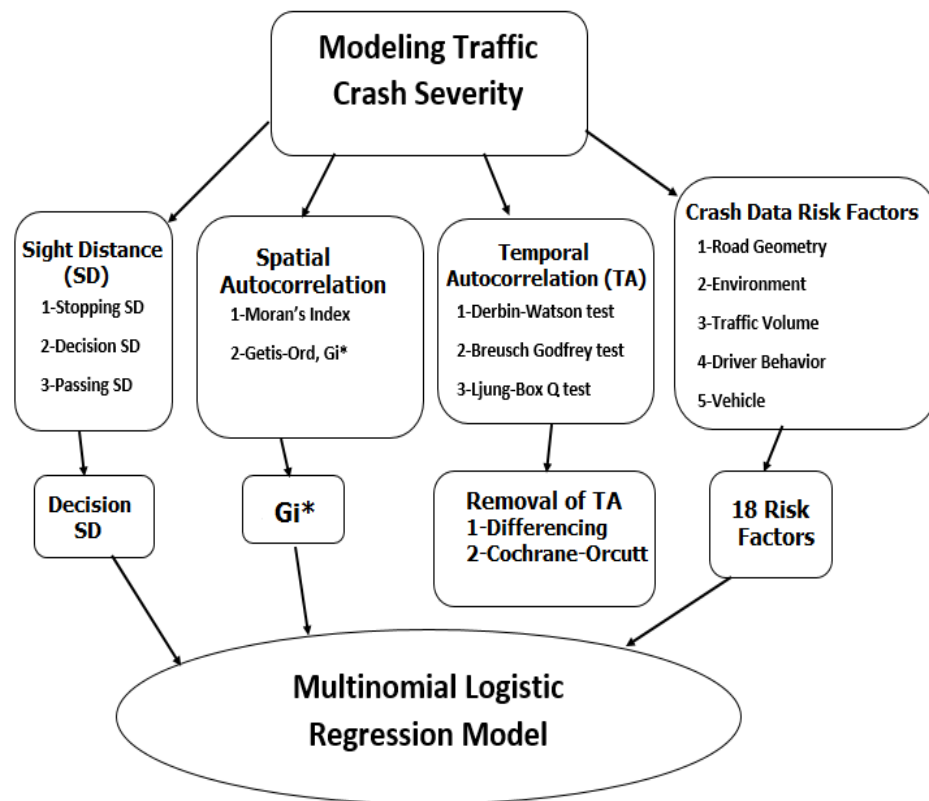 Modeling Traffic
Crash Severity
Sight Distance
(SD)
1-Stopping SD
2-Decision SD
3-Passing SD
Spatial
Autocorrelation
1-Moran's Index
2-Getis-Ord, Gi*
Temporal
Autocorrelation (TA)
1-Derbin-Watson test
2-Breusch Godfrey test
3-Ljung-Box Q test
Crash Data Risk Factors
1-Road Geometry
2-Environment
3-Traffic Volume
4-Driver Behavior
5-Vehicle
Decision
SD
Gi*
Removal of TA
1-Differencing
2-Cochrane-Orcutt
18 Risk
Factors
Multinomial Logistic
Regression Model